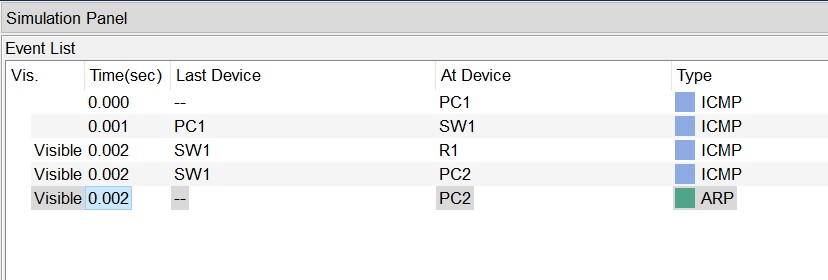 Simulation Panel
Event List
Vis. Time(sec) Last Device At Device Type
0.000 -- PC1 ICMP
0.001 PC1 SW1 ICMP
Visible 0.002 SW1 R1 ICMP
Visible 0.002 SW1 PC2 ICMP
Visible 0.002 -- PC2 ARP